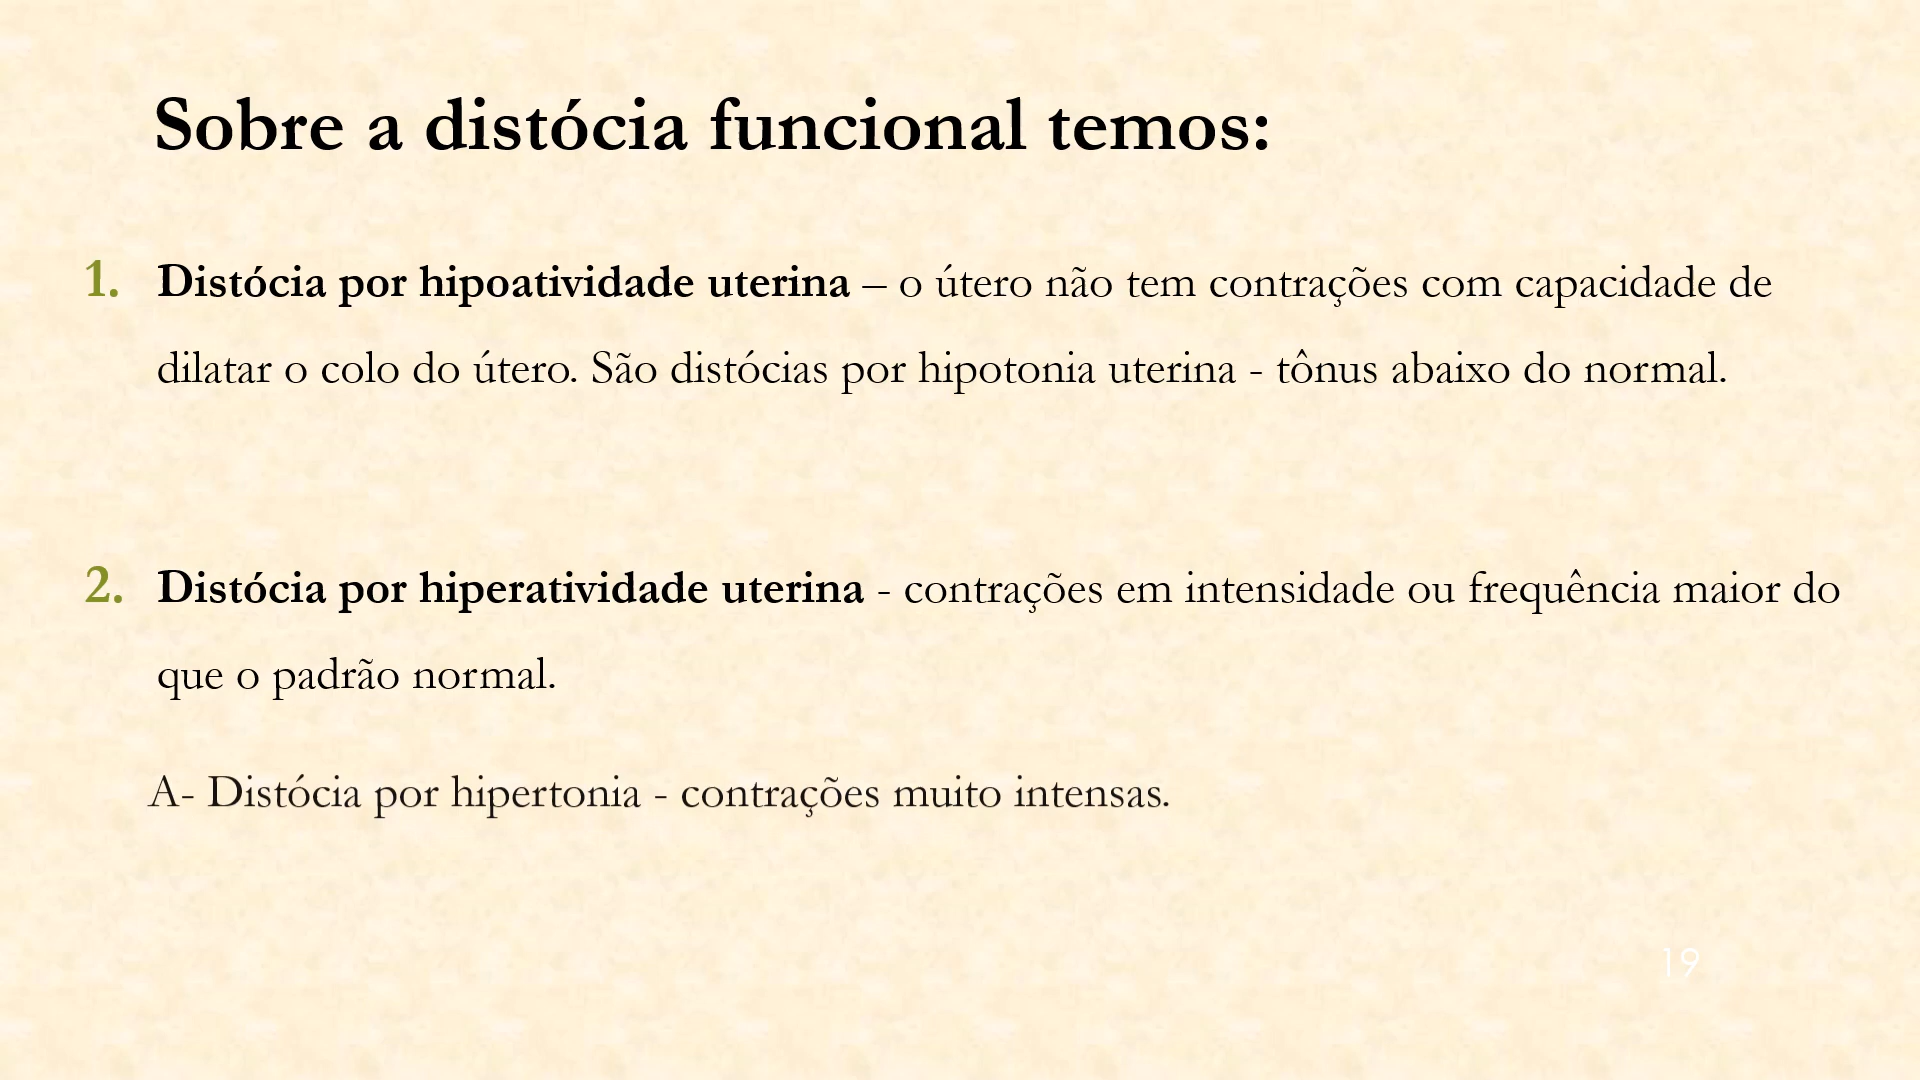 Sobre a distócia funcional temos:
1. Distócia por hipoatividade uterina – o útero não tem contrações com capacidade de
dilatar o colo do útero. São distócias por hipotonia uterina - tônus abaixo do normal.
2. Distócia por hiperatividade uterina - contrações em intensidade ou frequência maior do
que o padrão normal.
A- Distócia por hipertonia - contrações muito intensas.
19